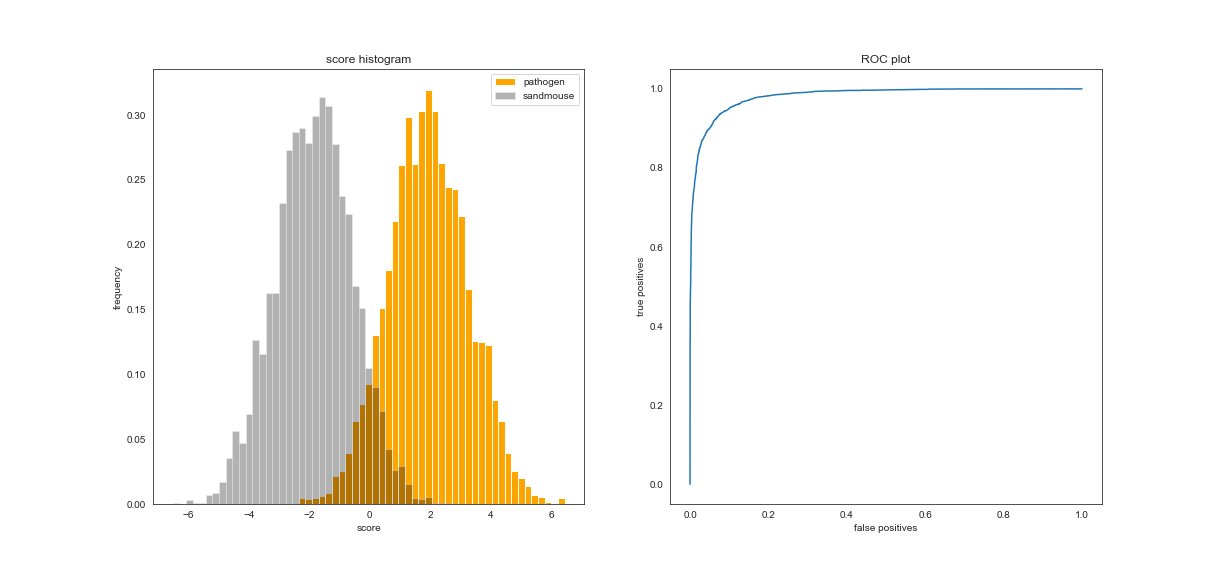 score histogram
pathogen
sandmouse
frequency
0.30
0.25
0.20
0.15
0.10
0.05
0.00
−6 −4 −2 0 2 4 6
score
ROC plot
true positives
1.0
0.8
0.6
0.4
0.2
0.0
0.0 0.2 0.4 0.6 0.8 1.0
false positives